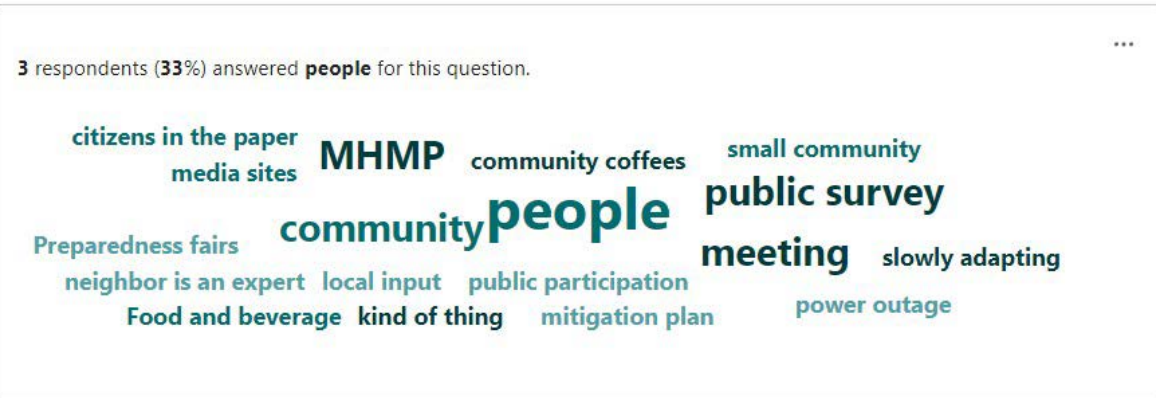 ...
3 respondents (33%) answered people for this question.
citizens in the paper
media sites
MHMP
community coffees
small community
public survey
people
community
Preparedness fairs
meeting
slowly adapting
neighbor is an expert
local input
public participation
power outage
Food and beverage
kind of thing
mitigation plan